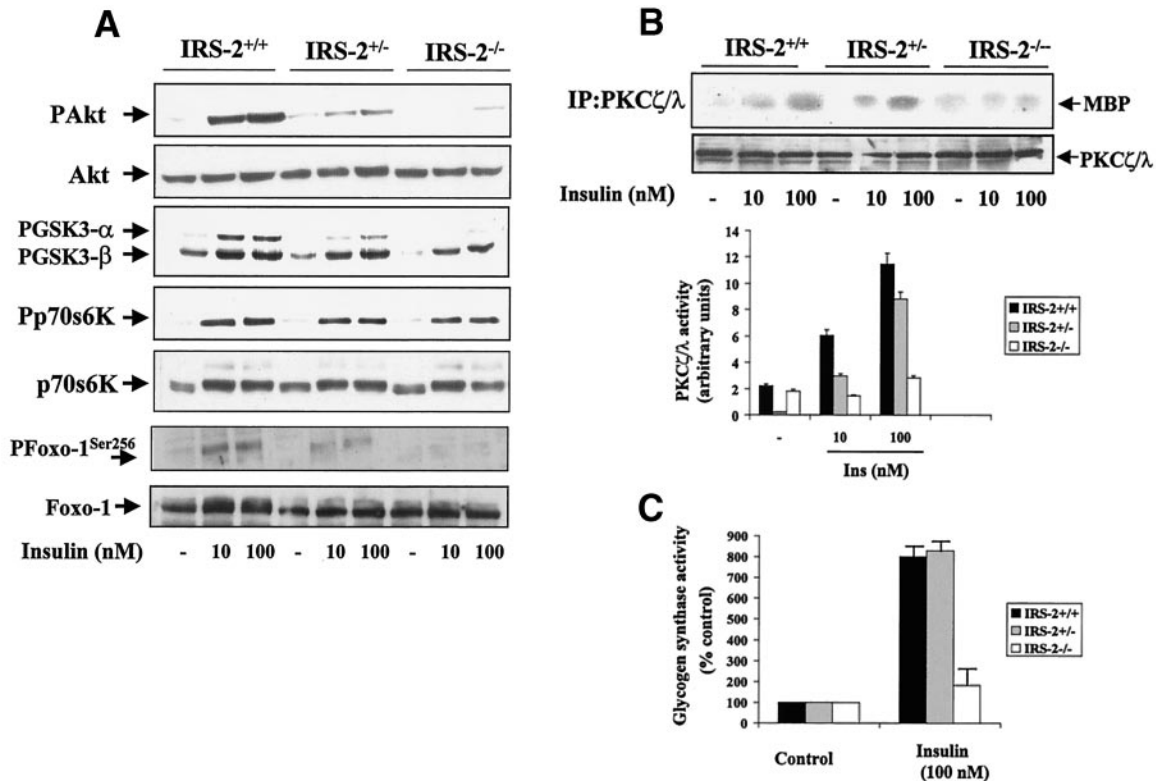 A
IRS-2+/+ IRS-2+/- IRS-2-/-
PAkt
Akt
PGSK3-α
PGSK3-β
Pp70s6K
p70s6K
PFoxo-1Ser256
Foxo-1
Insulin (nM) - 10 100 - 10 100 - 10 100
B
IRS-2+/+ IRS-2+/- IRS-2-/--
IP:PKCζ/λ
MBP
PKCζ/λ
Insulin (nM) - 10 100 - 10 100 - 10 100
PKCζ/λ activity
(arbitrary units)
14
12
10
8
6
4
2
0
- 10 100
Ins (nM)
IRS-2+/+
IRS-2+/-
IRS-2-/-
C
Glycogen synthase activity
(% control)
900
800
700
600
500
400
300
200
100
0
Control Insulin
(100 nM)
IRS-2+/+
IRS-2+/-
IRS-2-/-